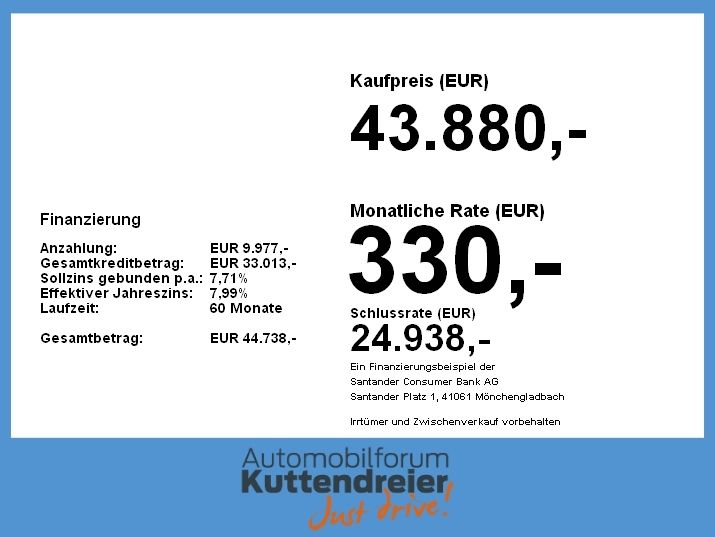 Kaufpreis (EUR)
43.880,-
Finanzierung
Anzahlung: EUR 9.977,-
Gesamtkreditbetrag: EUR 33.013,-
Sollzins gebunden p.a.: 7,71%
Effektiver Jahreszins: 7,99%
Laufzeit: 60 Monate
Gesamtbetrag: EUR 44.738,-
Monatliche Rate (EUR)
330,-
Schlussrate (EUR)
24.938,-
Ein Finanzierungsbeispiel der
Santander Consumer Bank AG
Santander Platz 1, 41061 Mönchengladbach
Irrtümer und Zwischenverkauf vorbehalten
Automobilforum
Kuttendreier
Just drive!